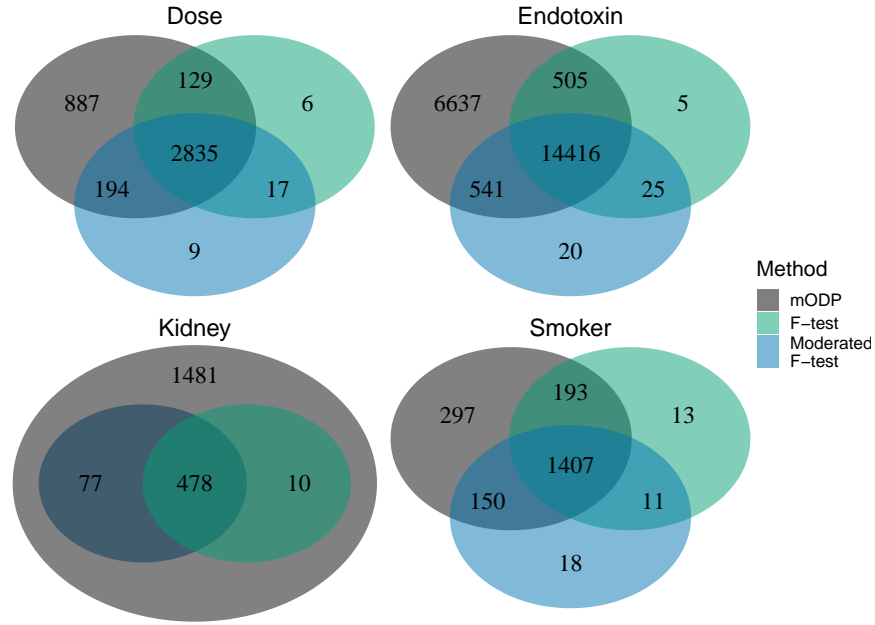 Dose
887
129
6
2835
194
17
9
Endotoxin
6637
505
5
14416
541
25
20
Kidney
1481
77
478
10
Smoker
297
193
13
1407
150
11
18
Method
mODP
F−test
Moderated
F−test